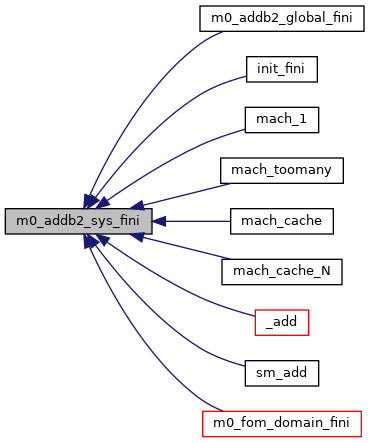 m0_addb2_global_fini
init_fini
mach_1
mach_toomany
m0_addb2_sys_fini
mach_cache
mach_cache_N
_add
sm_add
m0_fom_domain_fini